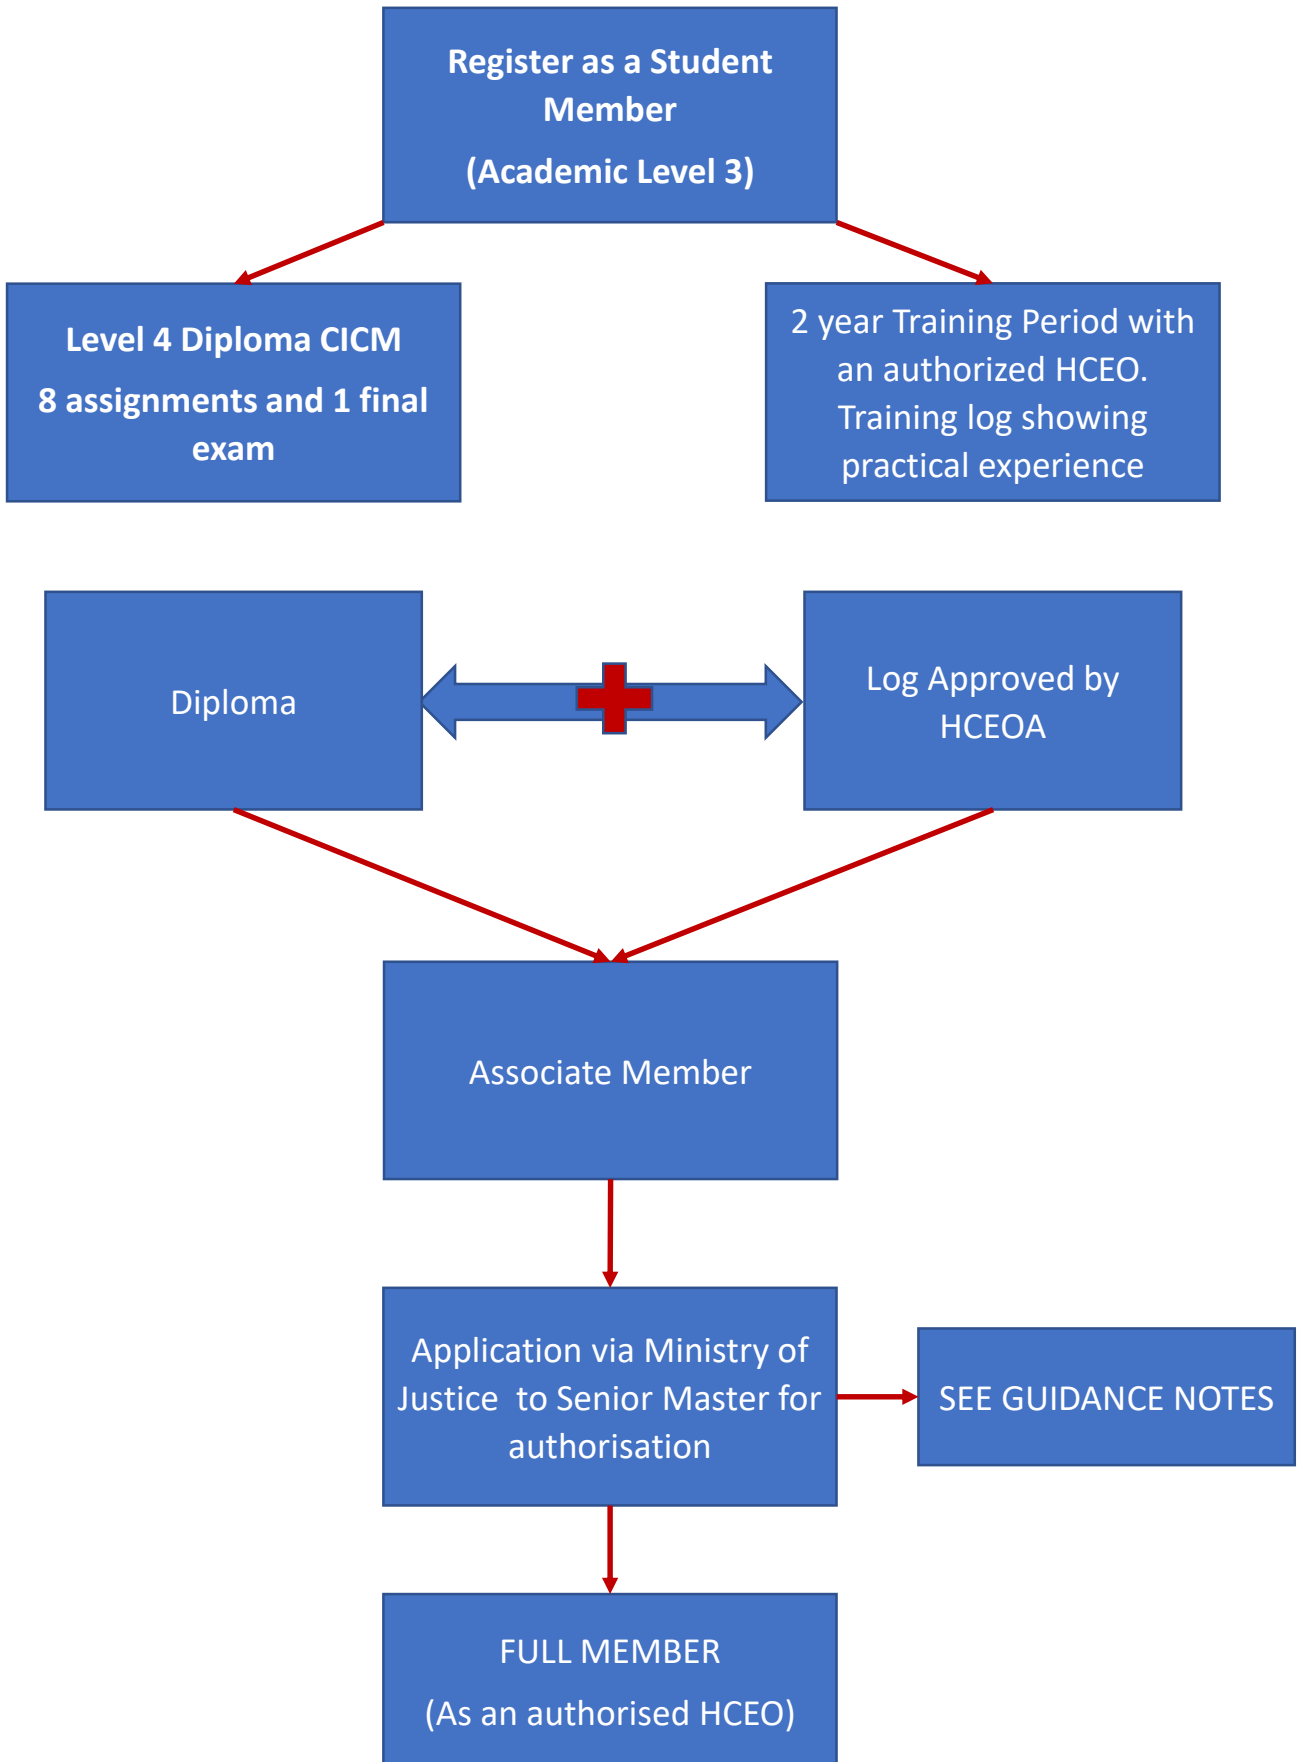 Register as a Student
Member
(Academic Level 3)
Level 4 Diploma CICM
8 assignments and 1 final
exam
2 year Training Period with
an authorized HCEO.
Training log showing
practical experience
Diploma
Log Approved by
HCEOA
Associate Member
Application via Ministry of
Justice  to Senior Master for
authorisation
SEE GUIDANCE NOTES
FULL MEMBER
(As an authorised HCEO)